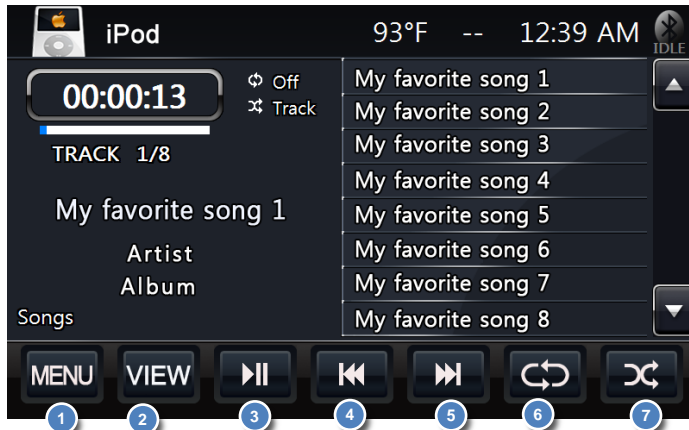 iPod 93°F -- 12:39 AM
IDLE
00:00:13
Off
Track
TRACK 1/8
My favorite song 1
Artist
Album
Songs
My favorite song 1
My favorite song 2
My favorite song 3
My favorite song 4
My favorite song 5
My favorite song 6
My favorite song 7
My favorite song 8
MENU VIEW
1 2 3 4 5 6 7